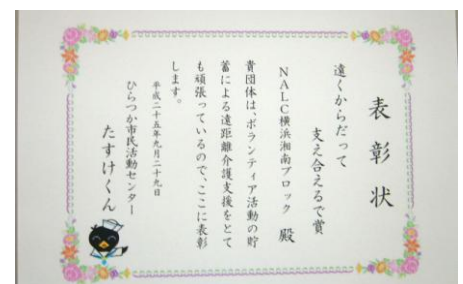 表彰状
遠くからだって
支え合えるで賞
NALC横浜湘南ブロック 殿
貴団体は、ボランティア活動の貯
蓄による遠距離介護支援をとて
も頑張っているので、ここに表彰
します。
平成二十五年九月二十九日
ひらつか市民活動センター
たすけくん